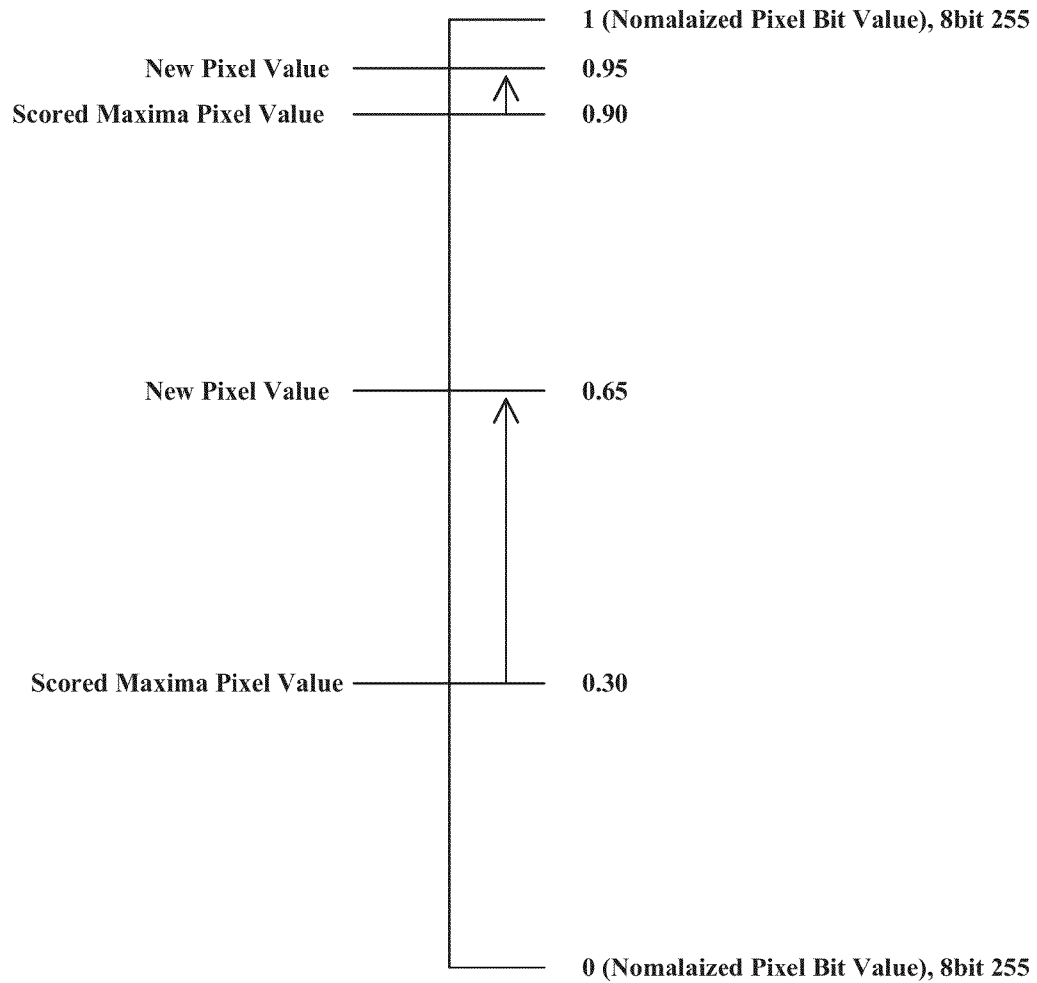 1 (Nomalaized Pixel Bit Value), 8bit 255
New Pixel Value 0.95
Scored Maxima Pixel Value 0.90
New Pixel Value 0.65
Scored Maxima Pixel Value 0.30
0 (Nomalaized Pixel Bit Value), 8bit 255